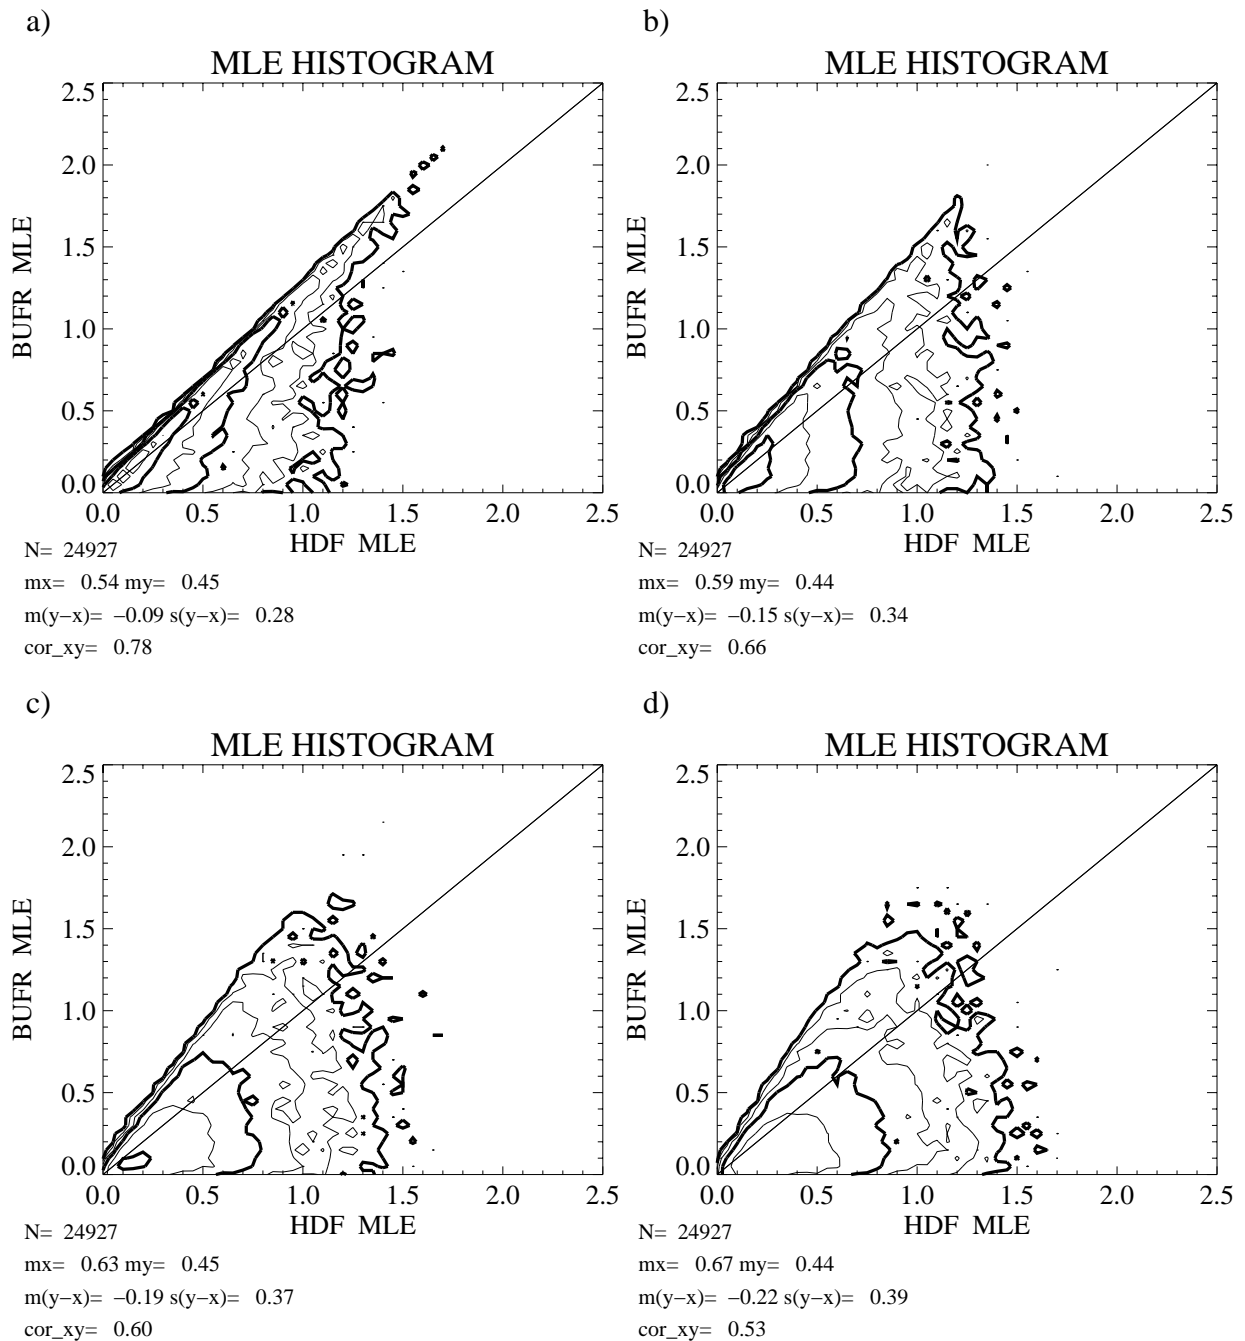 a)
MLE HISTOGRAM
2.5
2.0
1.5
1.0
0.5
0.0
BUFR MLE
0.0 0.5 1.0 1.5 2.0 2.5
HDF MLE
N= 24927
mx= 0.54 my= 0.45
m(y−x)= −0.09 s(y−x)= 0.28
cor_xy= 0.78
b)
MLE HISTOGRAM
2.5
2.0
1.5
1.0
0.5
0.0
BUFR MLE
0.0 0.5 1.0 1.5 2.0 2.5
HDF MLE
N= 24927
mx= 0.59 my= 0.44
m(y−x)= −0.15 s(y−x)= 0.34
cor_xy= 0.66
c)
MLE HISTOGRAM
2.5
2.0
1.5
1.0
0.5
0.0
BUFR MLE
0.0 0.5 1.0 1.5 2.0 2.5
HDF MLE
N= 24927
mx= 0.63 my= 0.45
m(y−x)= −0.19 s(y−x)= 0.37
cor_xy= 0.60
d)
MLE HISTOGRAM
2.5
2.0
1.5
1.0
0.5
0.0
BUFR MLE
0.0 0.5 1.0 1.5 2.0 2.5
HDF MLE
N= 24927
mx= 0.67 my= 0.44
m(y−x)= −0.22 s(y−x)= 0.39
cor_xy= 0.53